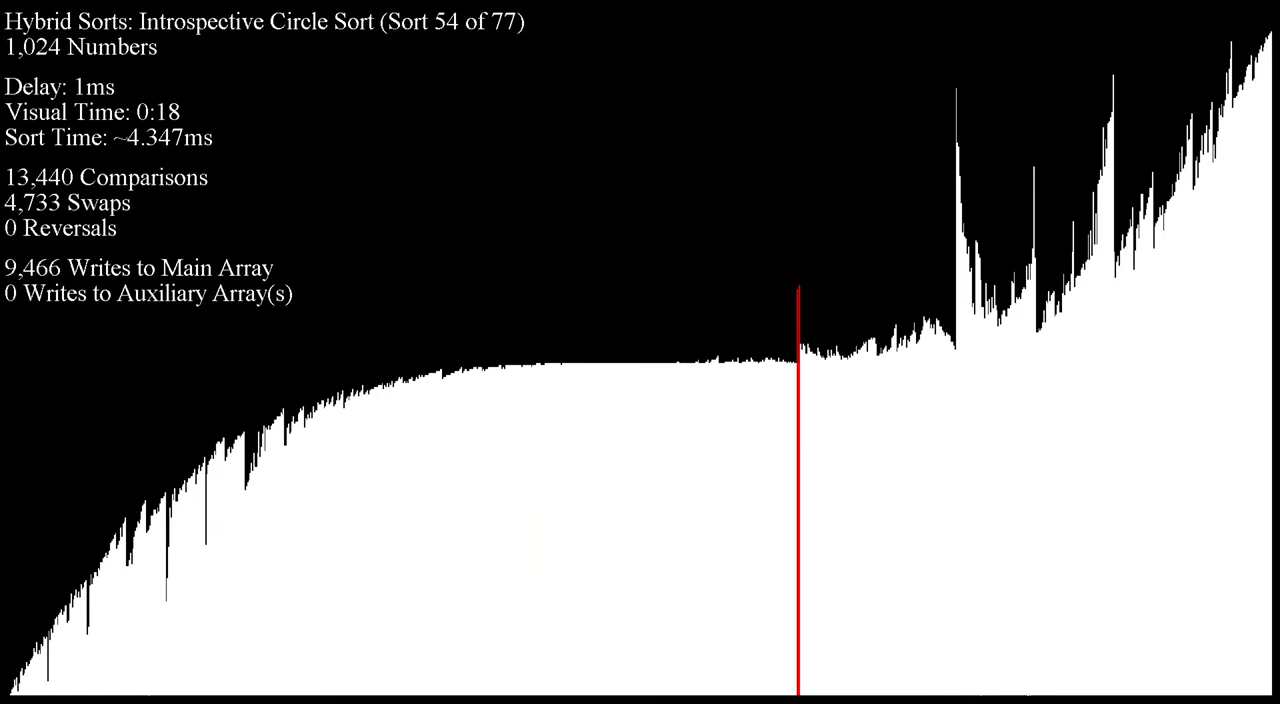 Hybrid Sorts: Introspective Circle Sort (Sort 54 of 77)
1,024 Numbers
Delay: 1ms
Visual Time: 0:18
Sort Time: ~4.347ms
13,440 Comparisons
4,733 Swaps
0 Reversals
9,466 Writes to Main Array
0 Writes to Auxiliary Array(s)